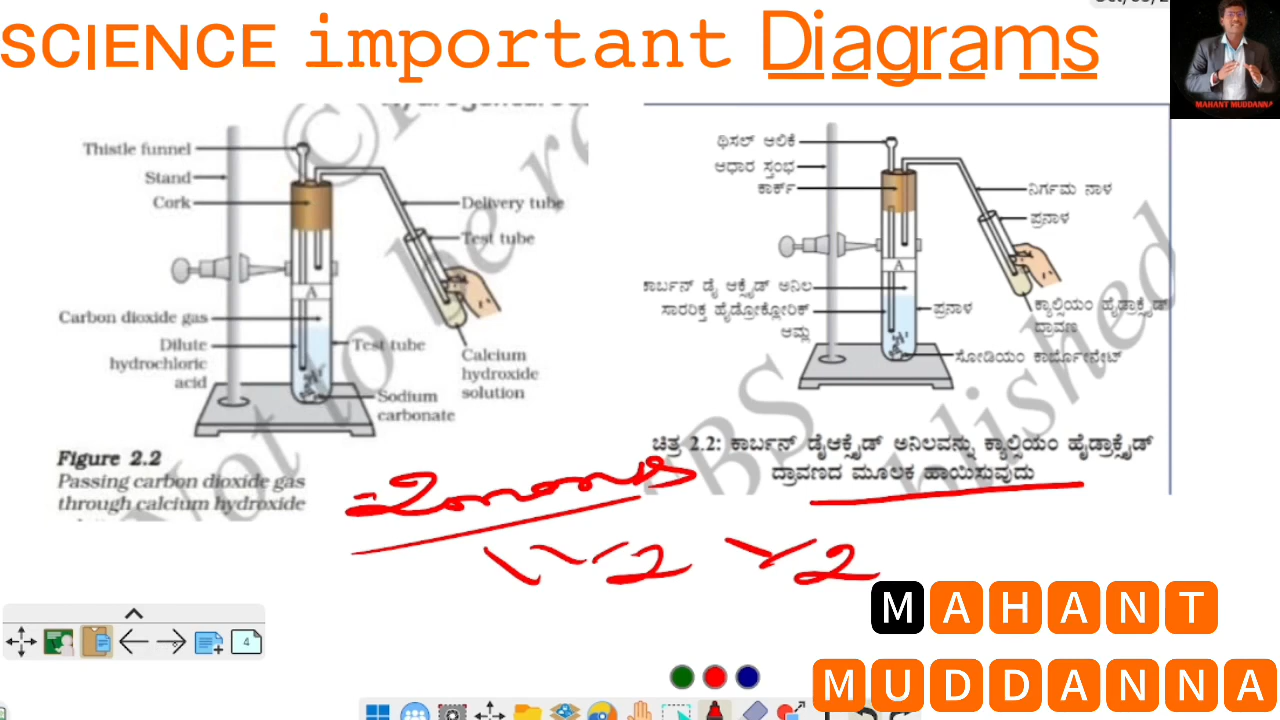 SCIENCE important Diagrams
MAHANT MUDDANNA
Thistle funnel
Stand
Cork
Delivery tube
Test tube
A
Carbon dioxide gas
Dilute
hydrochloric
acid
Test tube
Calcium
hydroxide
solution
Sodium
carbonate
Figure 2.2
Passing carbon dioxide gas
through calcium hydroxide
ಥಿಸಲ್ ಆಲಿಕೆ
ಆಧಾರ ಸ್ತಂಭ
ಕಾರ್ಕ್
ನಿರ್ಗಮ ನಾಳ
ಪ್ರನಾಳ
A
ಕಾರ್ಬನ್ ಡೈ ಆಕ್ಸೈಡ್ ಅನಿಲ
ಸಾರರಿಕ್ತ ಹೈಡ್ರೋಕ್ಲೋರಿಕ್
ಆಮ್ಲ
ಪ್ರನಾಳ
ಕ್ಯಾಲ್ಸಿಯಂ ಹೈಡ್ರಾಕ್ಸೈಡ್
ದ್ರಾವಣ
ಸೋಡಿಯಂ ಕಾರ್ಬೋನೇಟ್
ಚಿತ್ರ 2.2: ಕಾರ್ಬನ್ ಡೈಆಕ್ಸೈಡ್ ಅನಿಲವನ್ನು ಕ್ಯಾಲ್ಸಿಯಂ ಹೈಡ್ರಾಕ್ಸೈಡ್
ದ್ರಾವಣದ ಮೂಲಕ ಹಾಯಿಸುವುದು
4
MAHANT
MUDDANNA